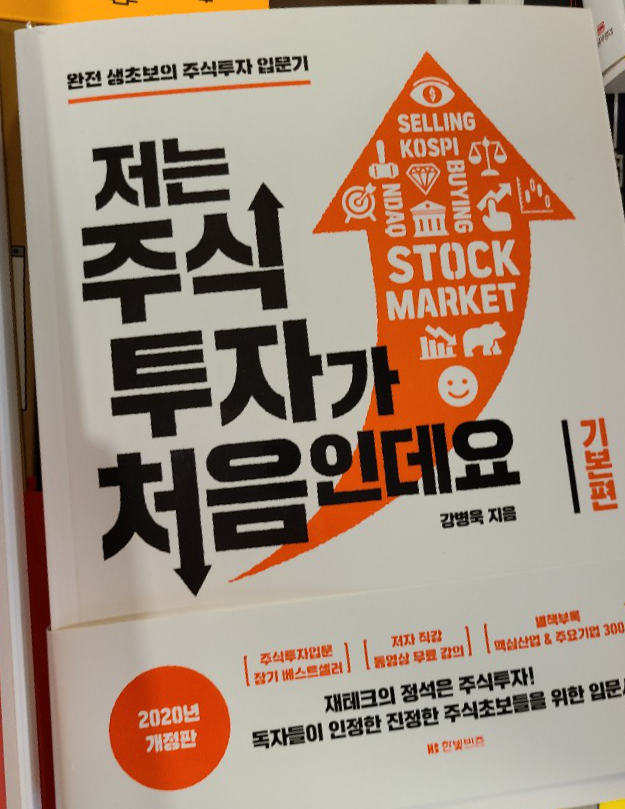 완전 생초보의 주식투자 입문기
저는
주식
투자가
처음인데요
SELLING
KOSPI
BUYING
NDAQ
STOCK
MARKET
기본편
강병욱 지음
주식투자입문
장기 베스트셀러
저자 직강
동영상 무료 강의
별책부록
핵심산업 & 주요기업 300
2020년
개정판
재테크의 정석은 주식투자!
독자들이 인정한 진정한 주식초보들을 위한 입문
한빛비즈